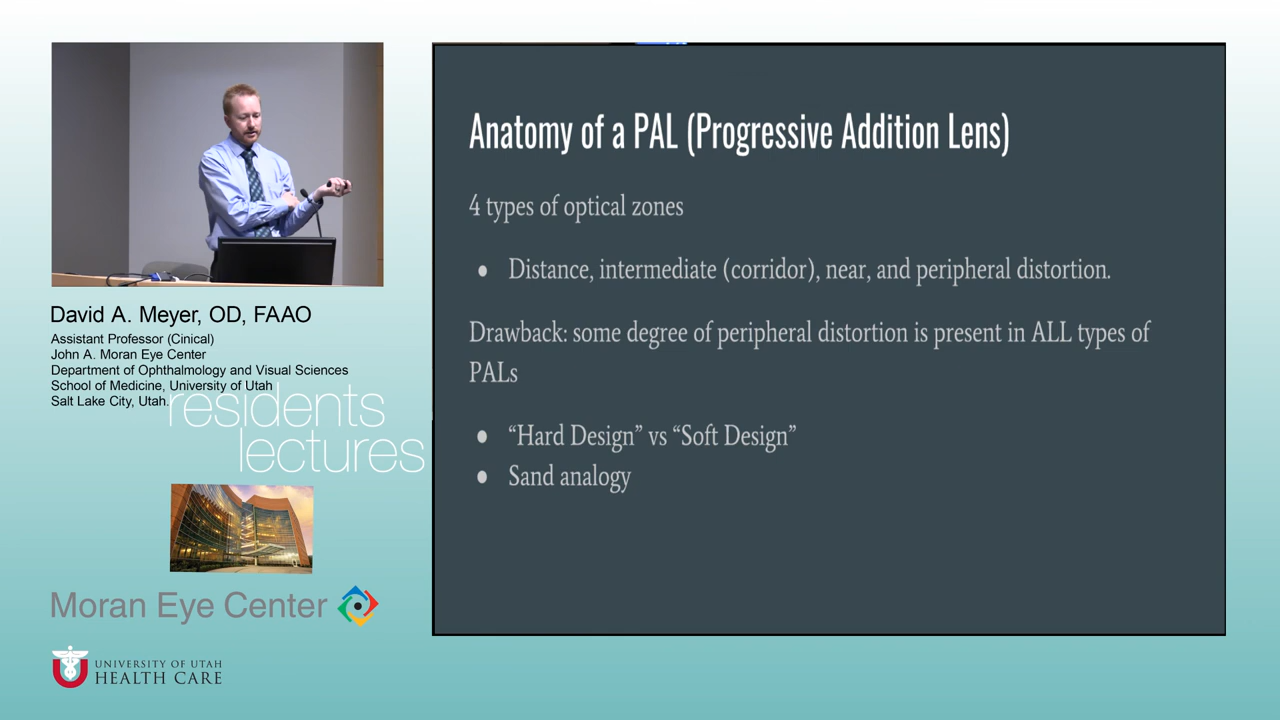 David A. Meyer, OD, FAAO
Assistant Professor (Cinical)
John A. Moran Eye Center
Department of Ophthalmology and Visual Sciences
School of Medicine, University of Utah
Salt Lake City, Utah.
residents
lectures
Moran Eye Center
UNIVERSITY OF UTAH
HEALTH CARE
Anatomy of a PAL (Progressive Addition Lens)
4 types of optical zones
● Distance, intermediate (corridor), near, and peripheral distortion.
Drawback: some degree of peripheral distortion is present in ALL types of
PALs
● “Hard Design” vs “Soft Design”
● Sand analogy